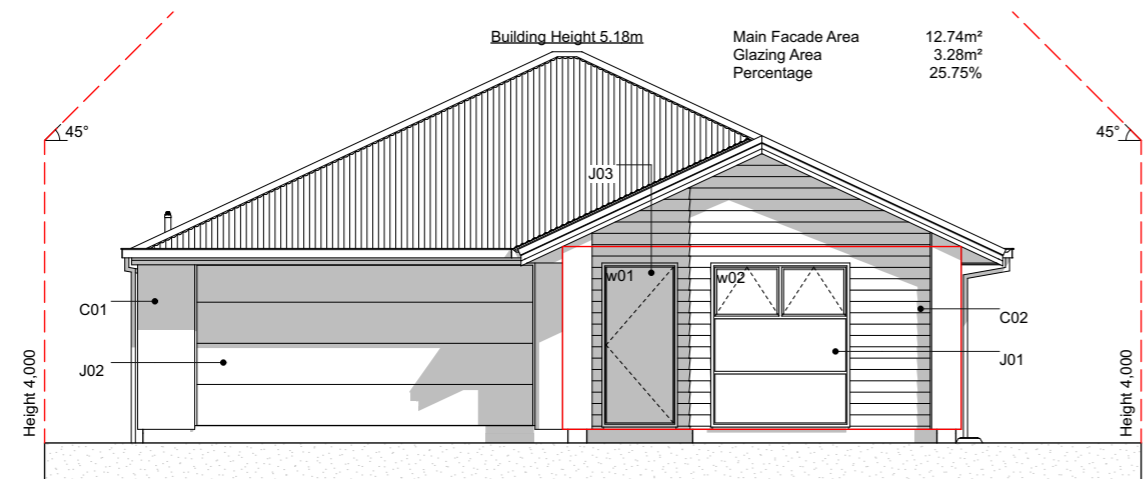 Building Height 5.18m
Main Facade Area 12.74m²
Glazing Area 3.28m²
Percentage 25.75%
45°
45°
J03
w01
w02
C01
C02
J02
J01
Height 4,000
Height 4,000